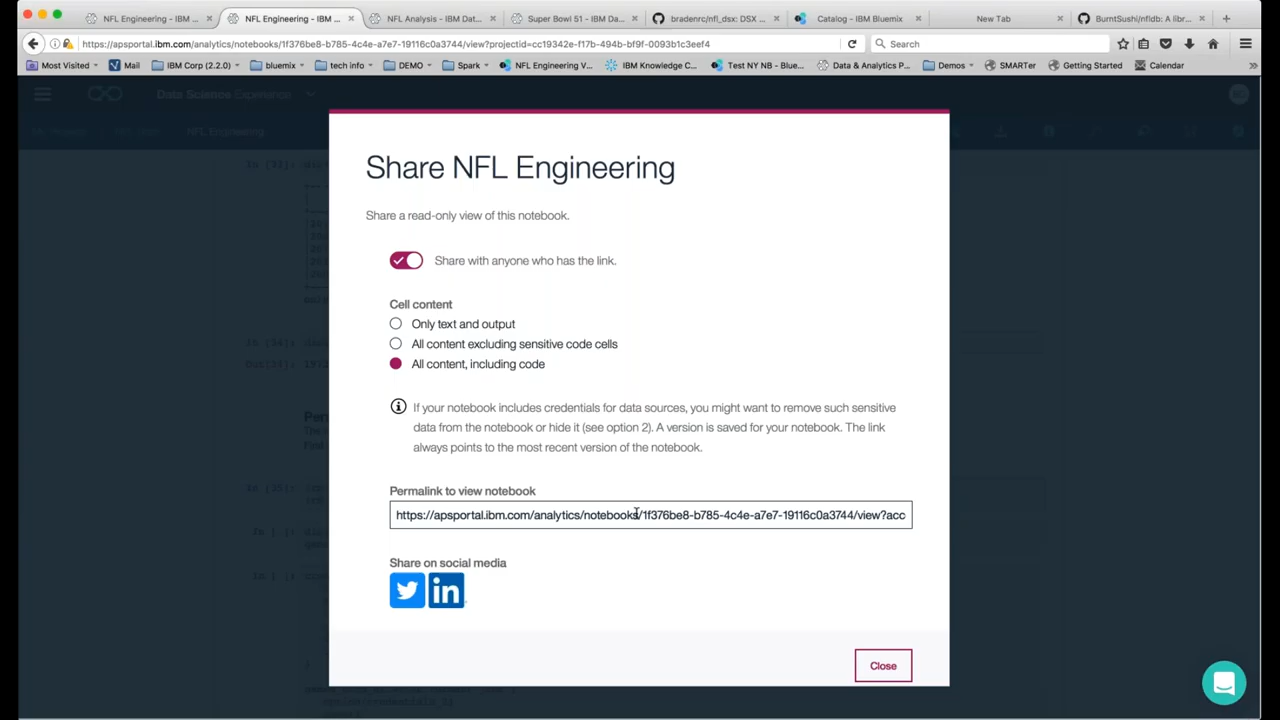 NFL Engineering - IBM ...
NFL Engineering - IBM ...
NFL Analysis - IBM Dat...
Super Bowl 51 - IBM Da...
bradenrc/nfl_dsx: DSX ...
Catalog - IBM Bluemix
New Tab
BurntSushi/nfldb: A libr...
https://apsportal.ibm.com/analytics/notebooks/1f376be8-b785-4c4e-a7e7-19116c0a3744/view?projectid=cc19342e-f17b-494b-bf9f-0093b1c3eef4
Search
Most Visited
Mail
IBM Corp (2.2.0)
bluemix
tech info
DEMO
Spark
NFL Engineering V...
IBM Knowledge C...
Test NY NB - Blue...
Data & Analytics P...
Demos
SMARTer
Getting Started
Calendar
Data Science Experience
NFL Engineering
Share NFL Engineering
Share a read-only view of this notebook.
Share with anyone who has the link.
Cell content
Only text and output
All content excluding sensitive code cells
All content, including code
If your notebook includes credentials for data sources, you might want to remove such sensitive
data from the notebook or hide it (see option 2). A version is saved for your notebook. The link
always points to the most recent version of the notebook.
Permalink to view notebook
https://apsportal.ibm.com/analytics/notebooks/1f376be8-b785-4c4e-a7e7-19116c0a3744/view?acc
Share on social media
in
Close